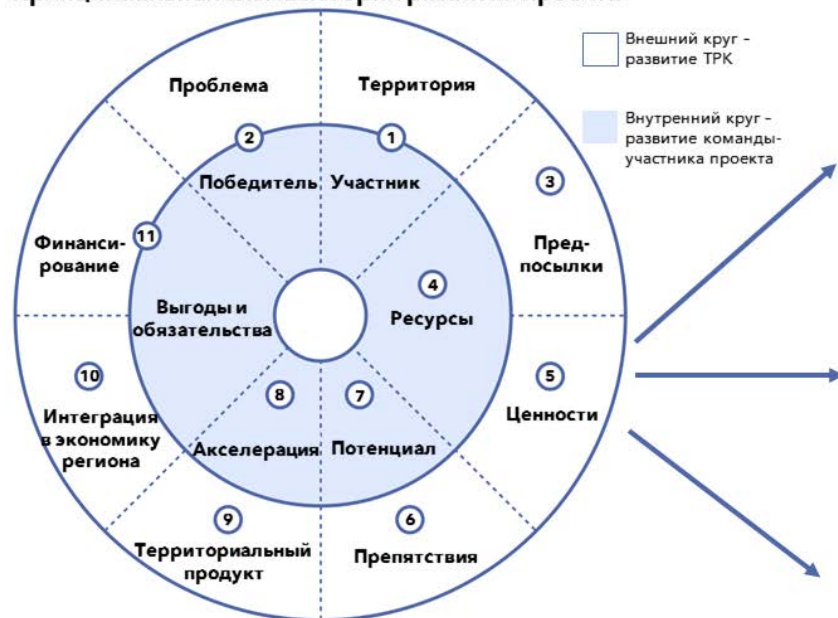 Внешний круг –
развитие ТРК
Внутренний круг –
развитие команды-
участника проекта
Проблема
Территория
2
1
Победитель
Участник
3
Пред-
посылки
11
Финанси-
рование
4
Ресурсы
Выгоды и
обязательства
10
Интеграция
в экономику
региона
8
7
5
Ценности
Акселерация
Потенциал
9
Территориальный
продукт
6
Препятствия